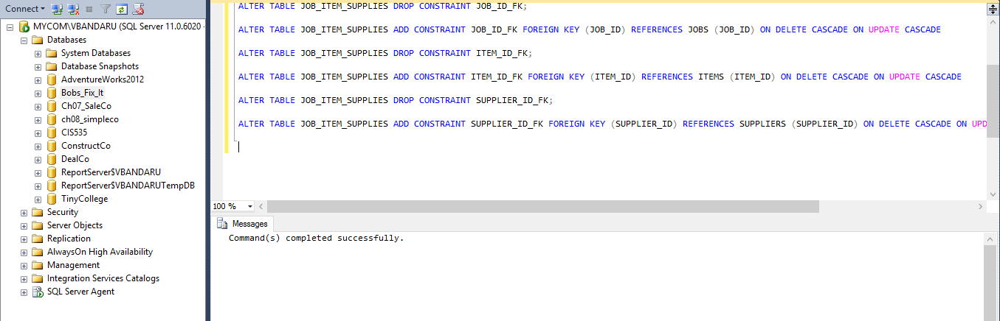 Connect
MYCOM\VBANDARU (SQL Server 11.0.6020 -
Databases
System Databases
Database Snapshots
AdventureWorks2012
Bobs_Fix_It
Ch07_SaleCo
ch08_simpleco
CIS535
ConstructCo
DealCo
ReportServer$VBANDARU
ReportServer$VBANDARUTempDB
TinyCollege
Security
Server Objects
Replication
AlwaysOn High Availability
Management
Integration Services Catalogs
SQL Server Agent
ALTER TABLE JOB_ITEM_SUPPLIES DROP CONSTRAINT JOB_ID_FK;
ALTER TABLE JOB_ITEM_SUPPLIES ADD CONSTRAINT JOB_ID_FK FOREIGN KEY (JOB_ID) REFERENCES JOBS (JOB_ID) ON DELETE CASCADE ON UPDATE CASCADE
ALTER TABLE JOB_ITEM_SUPPLIES DROP CONSTRAINT ITEM_ID_FK;
ALTER TABLE JOB_ITEM_SUPPLIES ADD CONSTRAINT ITEM_ID_FK FOREIGN KEY (ITEM_ID) REFERENCES ITEMS (ITEM_ID) ON DELETE CASCADE ON UPDATE CASCADE
ALTER TABLE JOB_ITEM_SUPPLIES DROP CONSTRAINT SUPPLIER_ID_FK;
ALTER TABLE JOB_ITEM_SUPPLIES ADD CONSTRAINT SUPPLIER_ID_FK FOREIGN KEY (SUPPLIER_ID) REFERENCES SUPPLIERS (SUPPLIER_ID) ON DELETE CASCADE ON UPD
100 %
Messages
Command(s) completed successfully.